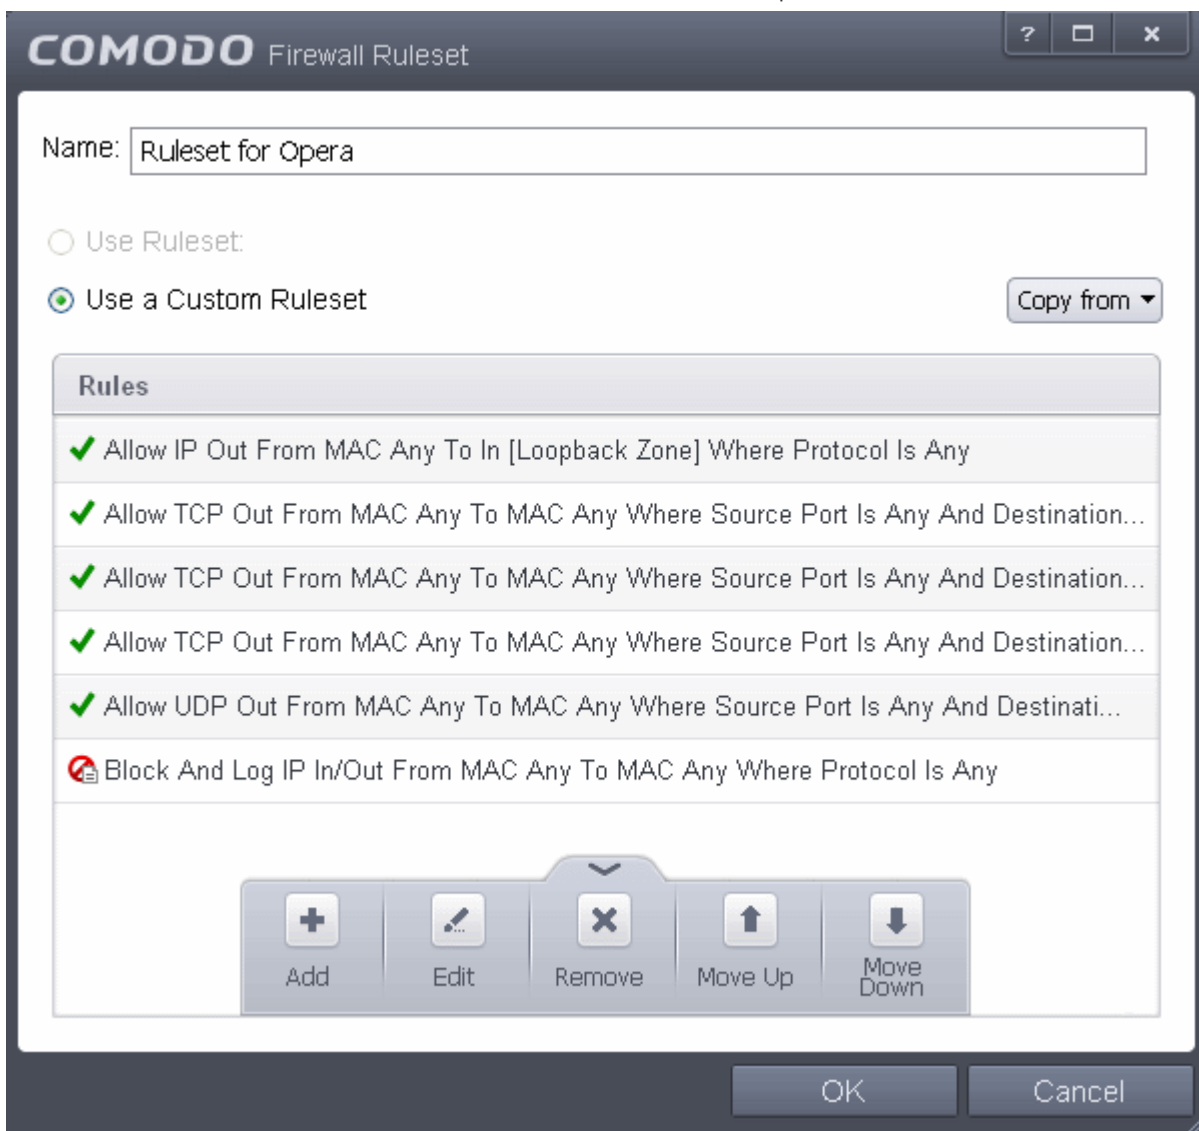 COMODO Firewall Ruleset
?
Name: Ruleset for Opera
Use Ruleset:
Use a Custom Ruleset
Copy from
Rules
Allow IP Out From MAC Any To In [Loopback Zone] Where Protocol Is Any
Allow TCP Out From MAC Any To MAC Any Where Source Port Is Any And Destination...
Allow TCP Out From MAC Any To MAC Any Where Source Port Is Any And Destination...
Allow TCP Out From MAC Any To MAC Any Where Source Port Is Any And Destination...
Allow UDP Out From MAC Any To MAC Any Where Source Port Is Any And Destinati...
Block And Log IP In/Out From MAC Any To MAC Any Where Protocol Is Any
Add
Edit
Remove
Move Up
Move
Down
OK
Cancel